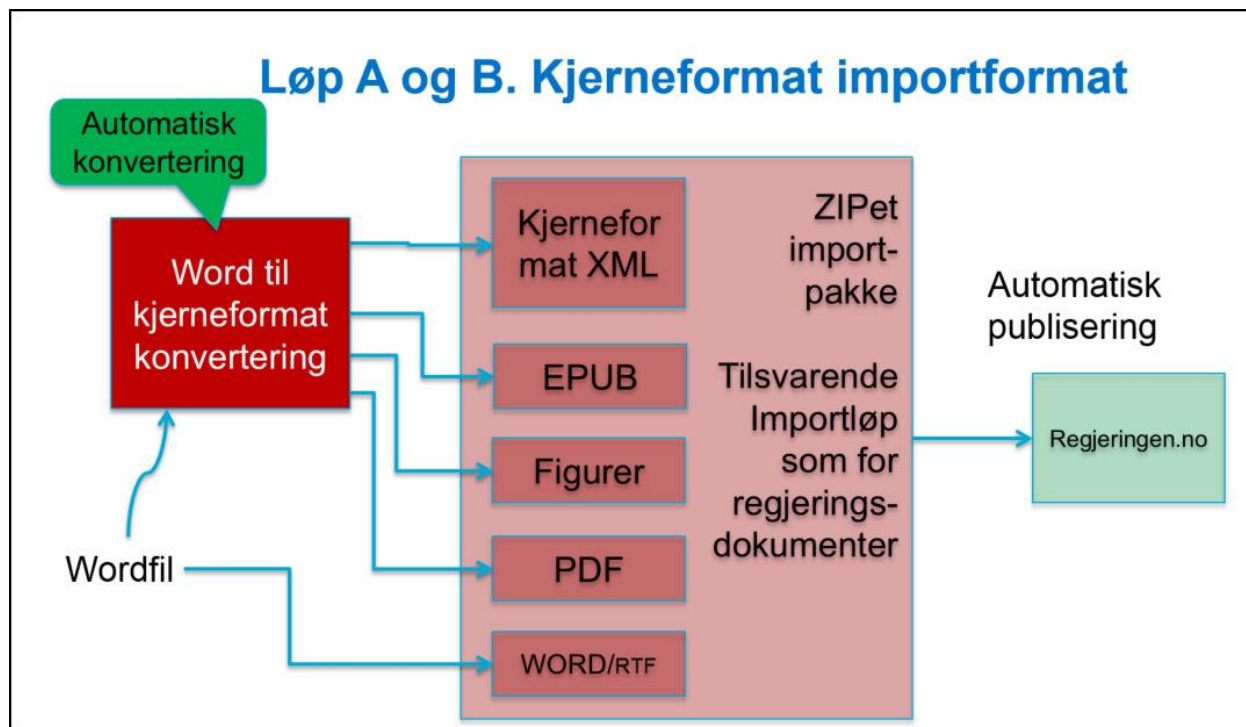 Løp A og B. Kjerneformat importformat
Automatisk
konvertering
Word til
kjerneformat
konvertering
Wordfil
Kjernefor
mat XML
EPUB
Figurer
PDF
WORD/RTF
ZIPet
import-
pakke
Tilsvarende
Importløp
som for
regjerings-
dokumenter
Automatisk
publisering
Regjeringen.no